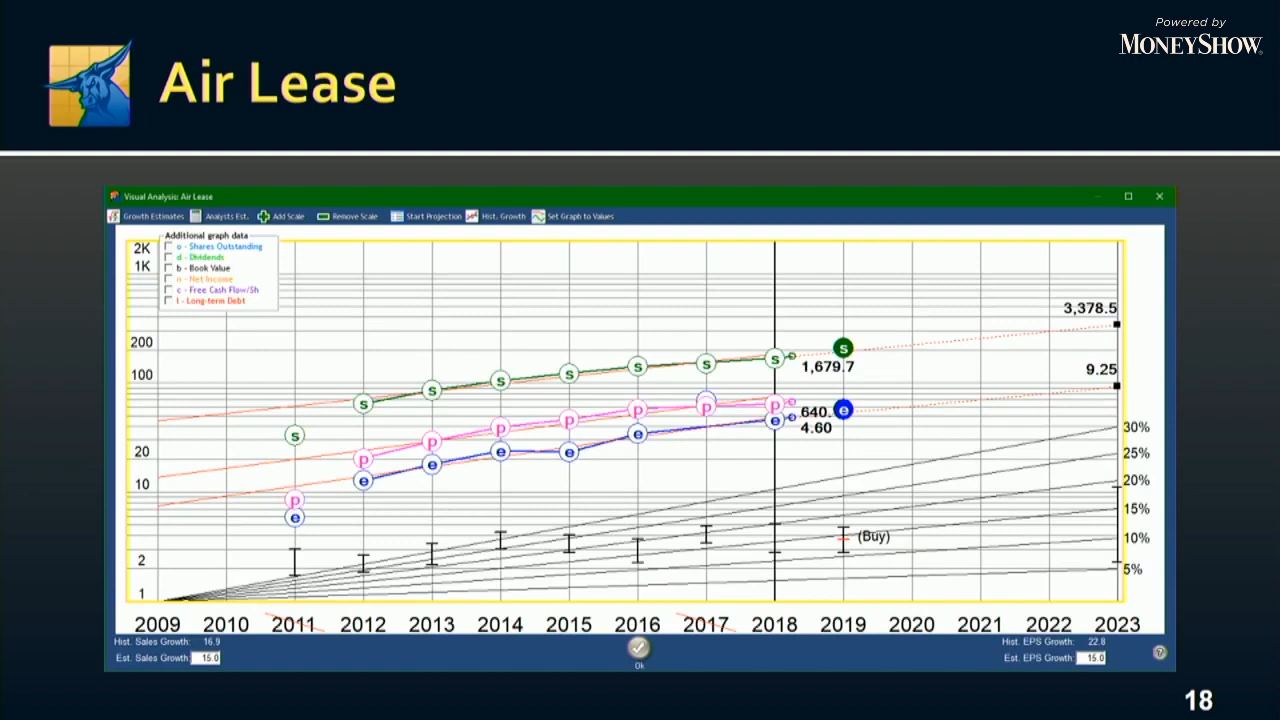 Powered by
MONEYSHOW
Air Lease
Visual Analysis: Air Lease
Growth Estimates Analysts Est. Add Scale Remove Scale Start Projection Hist. Growth Set Graph to Values
Additional graph data
o - Shares Outstanding
d - Dividends
b - Book Value
n - Net Income
c - Free Cash Flow/Sh
l - Long-term Debt
2K
1K
200
100
20
10
2
1
s s s s s s s s s
p p p p p p p p
e e e e e e e e
3,378.5
1,679.7
9.25
640.
4.60
(Buy)
30%
25%
20%
15%
10%
5%
2009 2010 2011 2012 2013 2014 2015 2016 2017 2018 2019 2020 2021 2022 2023
Hist. Sales Growth: 16.9
Est. Sales Growth: 15.0
Ok
Hist. EPS Growth: 22.8
Est. EPS Growth: 15.0
?
18